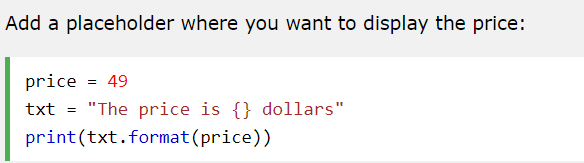 Add a placeholder where you want to display the price:
price = 49
txt = "The price is {} dollars"
print(txt.format(price))